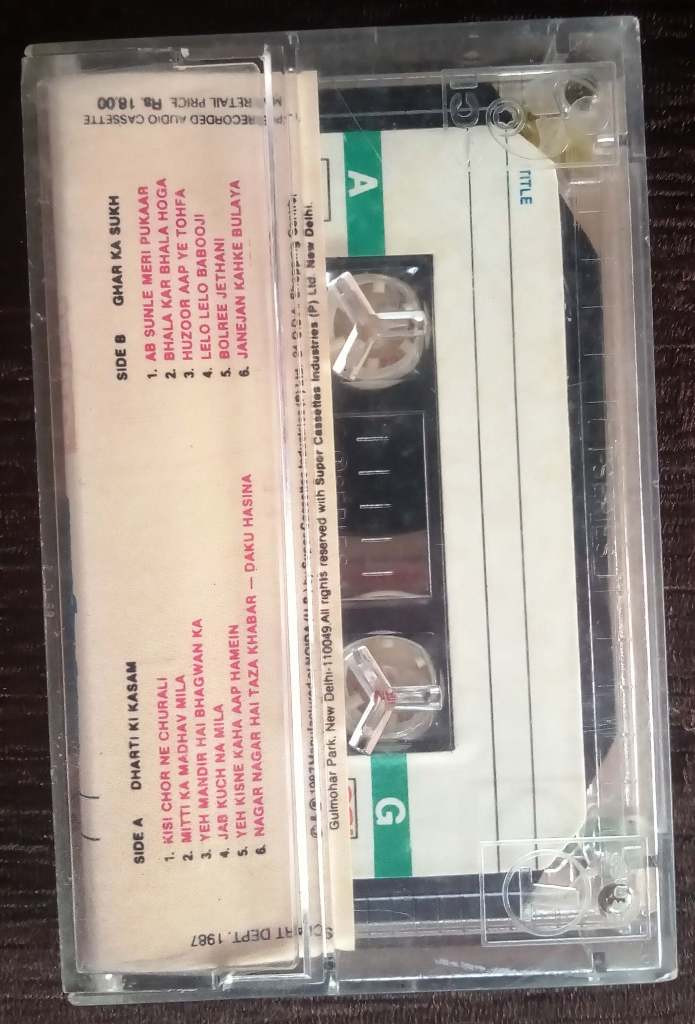 SIDE A DHARTI KI KASAM
1. KISI CHOR NE CHURALI
2. MITTI KA MADHAV MILA
3. YEH MANDIR HAI BHAGWAN KA
4. JAB KUCH NA MILA
5. YEH KISNE KAHA AAP HAMEIN
6. NAGAR NAGAR HAI TAZA KHABAR — DAKU HASINA
SIDE B GHAR KA SUKH
1. AB SUNLE MERI PUKAAR
2. BHALA KAR BHALA HOGA
3. HUZOOR AAP YE TOHFA
4. LELO LELO BABOOJI
5. BOLREE JETHANI
6. JANEJAN KAHKE BULAYA
RECORDED AUDIO CASSETTE
RETAIL PRICE Rs. 18.00
DEPT. 1987
Gulmohar Park, New Delhi-110049 All rights reserved with Super Cassettes Industries (P) Ltd. New Delhi.
A
TITLE
G